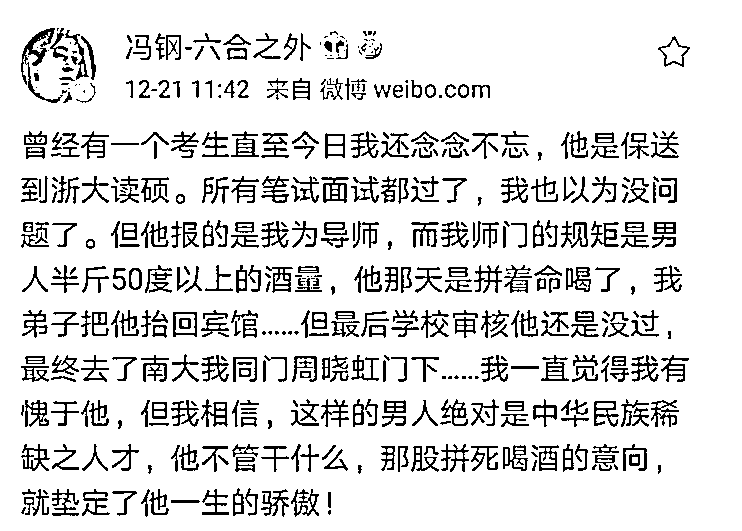 冯钢-六合之外
12-21 11:42 来自 微博 weibo.com
曾经有一个考生直至今日我还念念不忘，他是保送
到浙大读硕。所有笔试面试都过了，我也以为没问
题了。但他报的是我为导师，而我师门的规矩是男
人半斤50度以上的酒量，他那天是拼着命喝了，我
弟子把他抬回宾馆……但最后学校审核他还是没过，
最终去了南大我同门周晓虹门下……我一直觉得我有
愧于他，但我相信，这样的男人绝对是中华民族稀
缺之人才，他不管干什么，那股拼死喝酒的意向，
就垫定了他一生的骄傲！